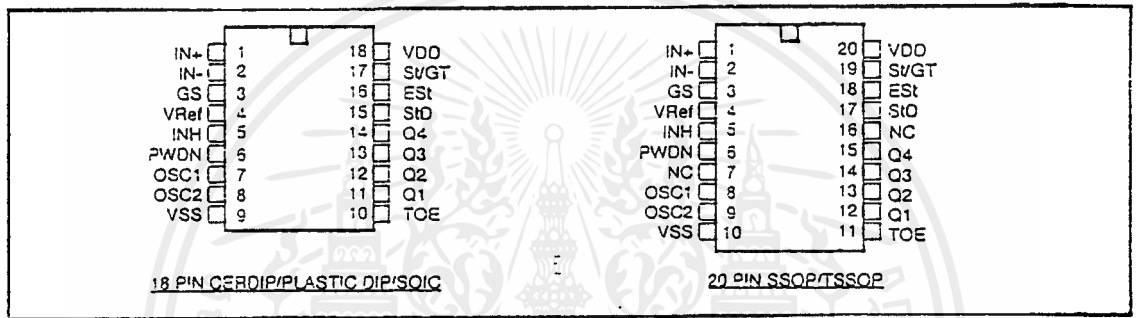 IN+ 1 18 VDD
IN- 2 17 St/GT
GS 3 16 ESt
VRef 4 15 StD
INH 5 14 Q4
PWDN 6 13 Q3
OSC1 7 12 Q2
OSC2 8 11 Q1
VSS 9 10 TOE
18 PIN CERDIP/PLASTIC DIP/SOIC
IN+ 1 20 VDD
IN- 2 19 St/GT
GS 3 18 ESt
VRef 4 17 StD
INH 5 16 NC
PWDN 6 15 Q4
NC 7 14 Q3
OSC1 8 13 Q2
OSC2 9 12 Q1
VSS 10 11 TOE
20 PIN SSOP/TSSOP